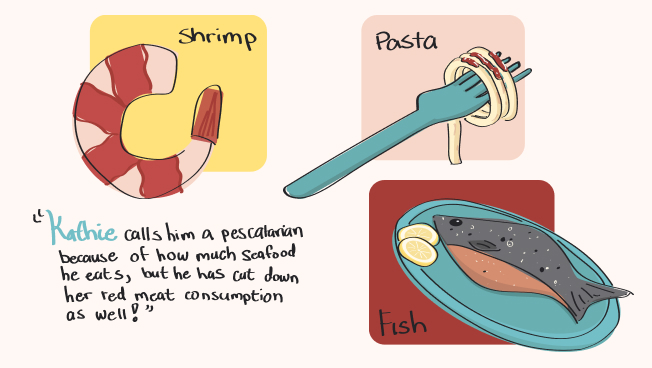 Shrimp
Pasta
"Kathie calls him a pescatarian
because of how much seafood
he eats, but he has cut down
her red meat consumption
as well!"
Fish